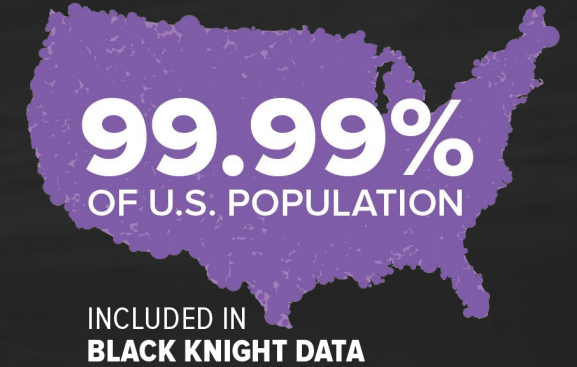 99.99%
OF U.S. POPULATION
INCLUDED IN
BLACK KNIGHT DATA